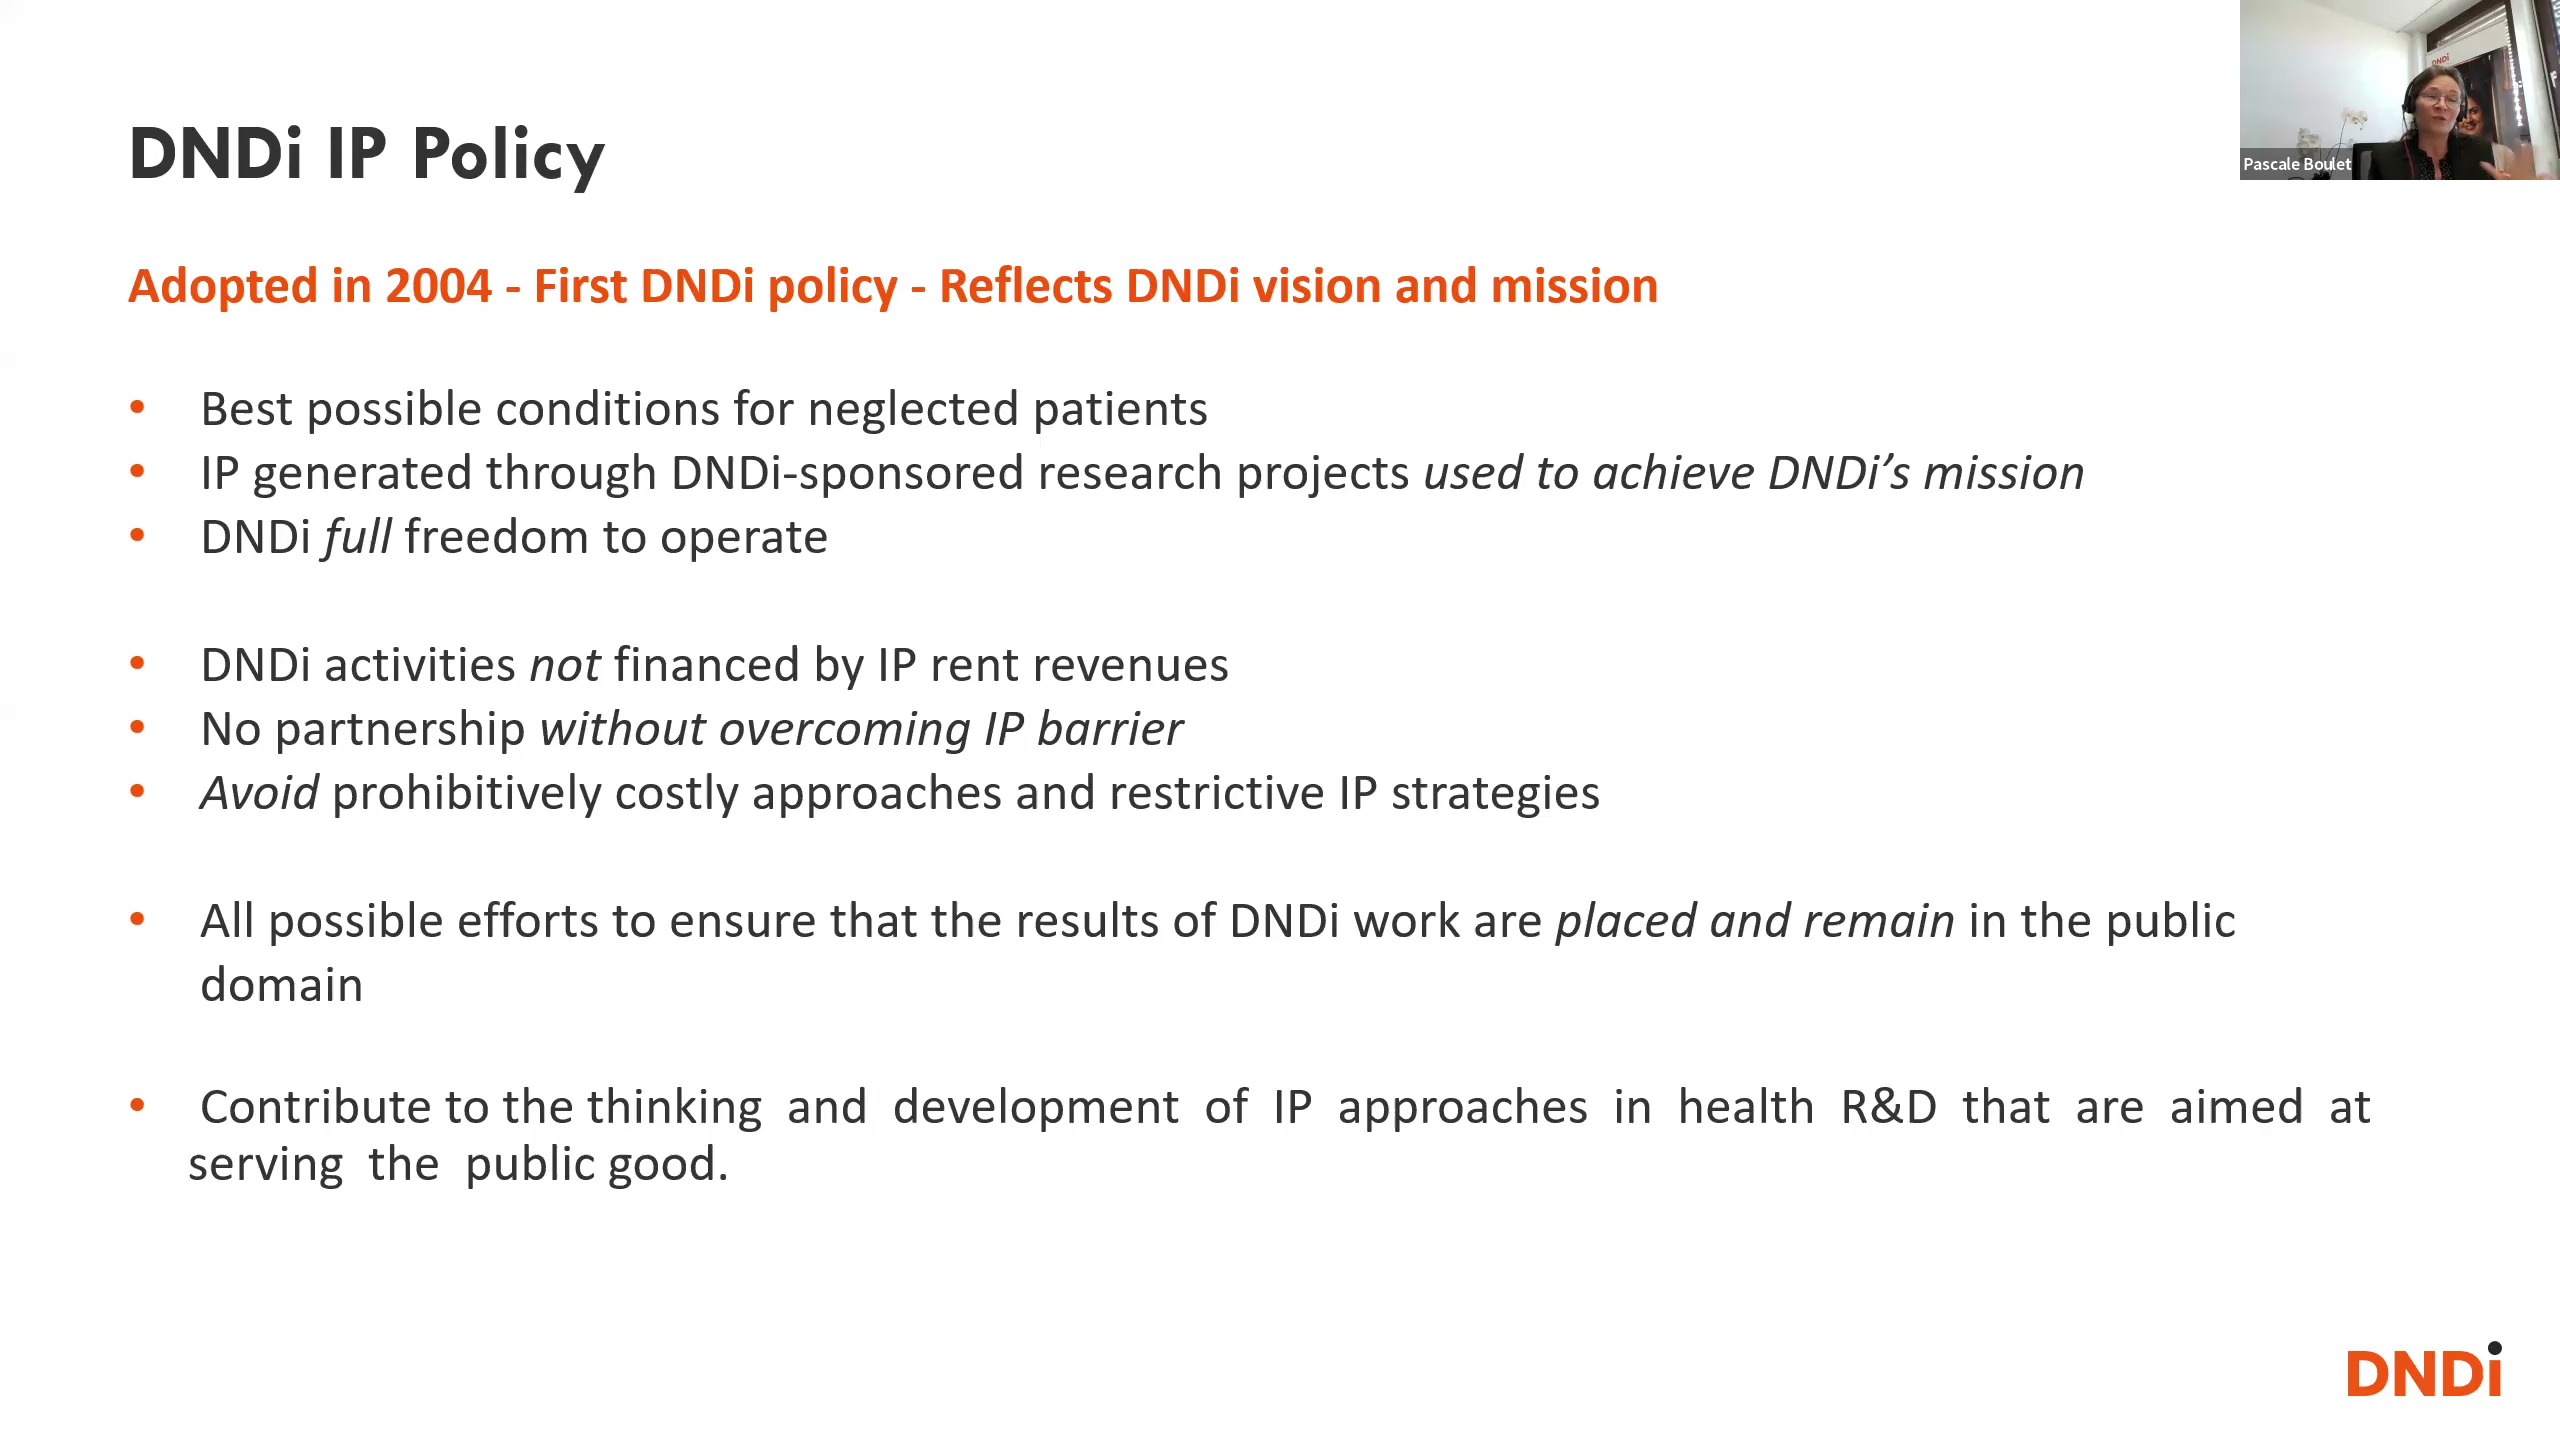 DNDi IP Policy
DNDi
Pascale Boulet
Adopted in 2004 - First DNDi policy - Reflects DNDi vision and mission
• Best possible conditions for neglected patients
• IP generated through DNDi-sponsored research projects used to achieve DNDi’s mission
• DNDi full freedom to operate
• DNDi activities not financed by IP rent revenues
• No partnership without overcoming IP barrier
• Avoid prohibitively costly approaches and restrictive IP strategies
• All possible efforts to ensure that the results of DNDi work are placed and remain in the public
domain
• Contribute to the thinking and development of IP approaches in health R&D that are aimed at
serving the public good.
DNDi